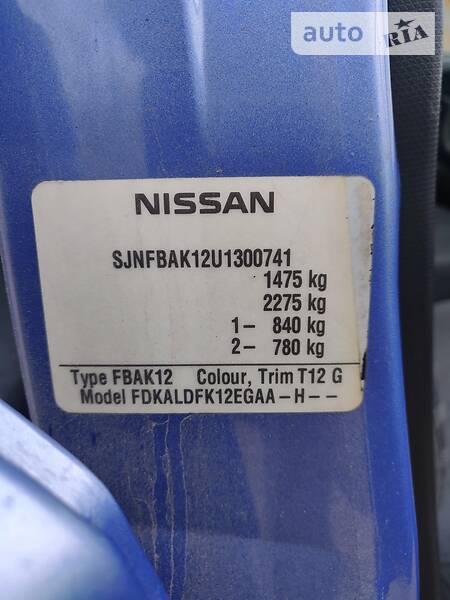 auto RIA
NISSAN
SJNFBAK12U1300741
1475 kg
2275 kg
1- 840 kg
2- 780 kg
Type FBAK12 Colour, Trim T12 G
Model FDKALDFK12EGAA-H--